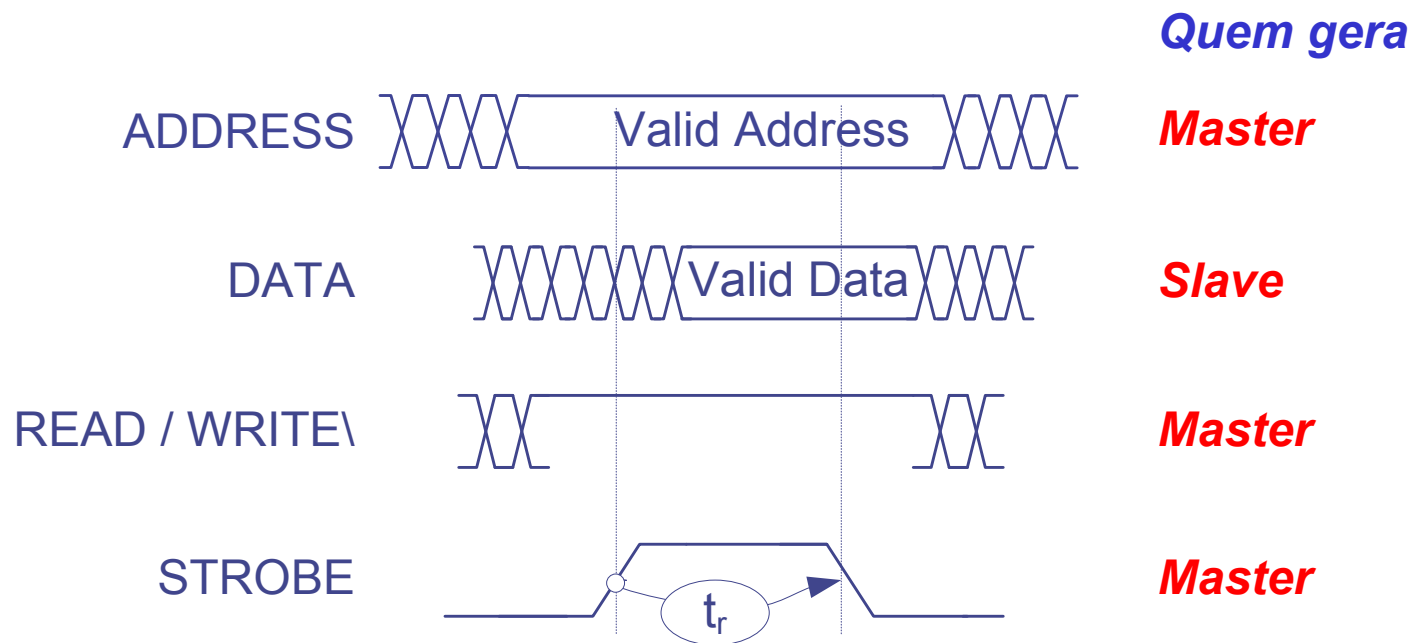 Quem gera
ADDRESS Valid Address Master
DATA Valid Data Slave
READ / WRITE\ Master
STROBE Master
tr